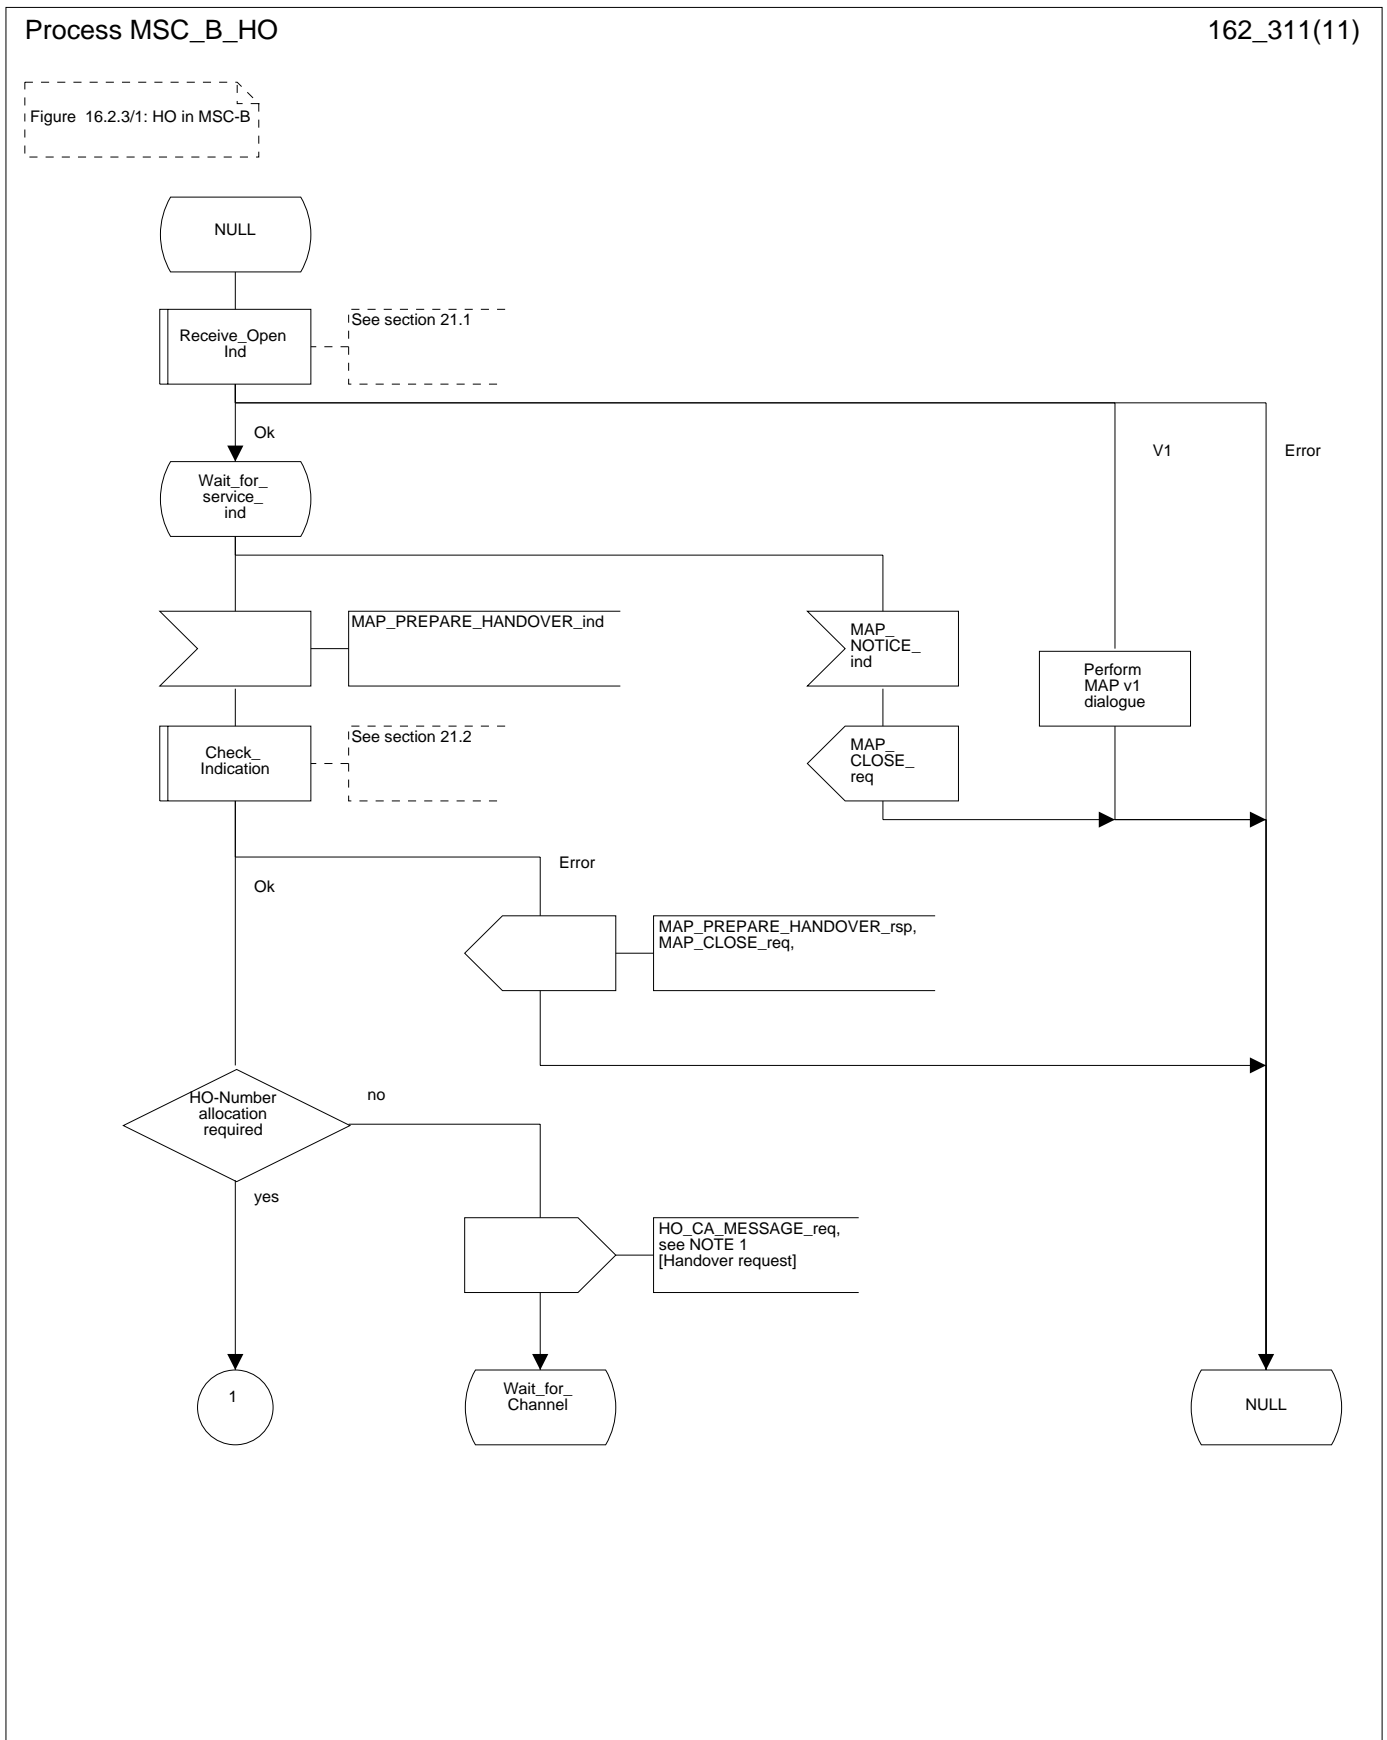 Process MSC_B_HO
162_311(11)
Figure 16.2.3/1: HO in MSC-B
NULL
Receive_Open
Ind
See section 21.1
Ok
V1
Error
Wait_for_
service_
ind
MAP_PREPARE_HANDOVER_ind
MAP_
NOTICE_
ind
Perform
MAP v1
dialogue
Check_
Indication
See section 21.2
MAP_
CLOSE_
req
Error
Ok
MAP_PREPARE_HANDOVER_rsp,
MAP_CLOSE_req,
HO-Number
allocation
required
no
yes
HO_CA_MESSAGE_req,
see NOTE 1
[Handover request]
1
Wait_for_
Channel
NULL